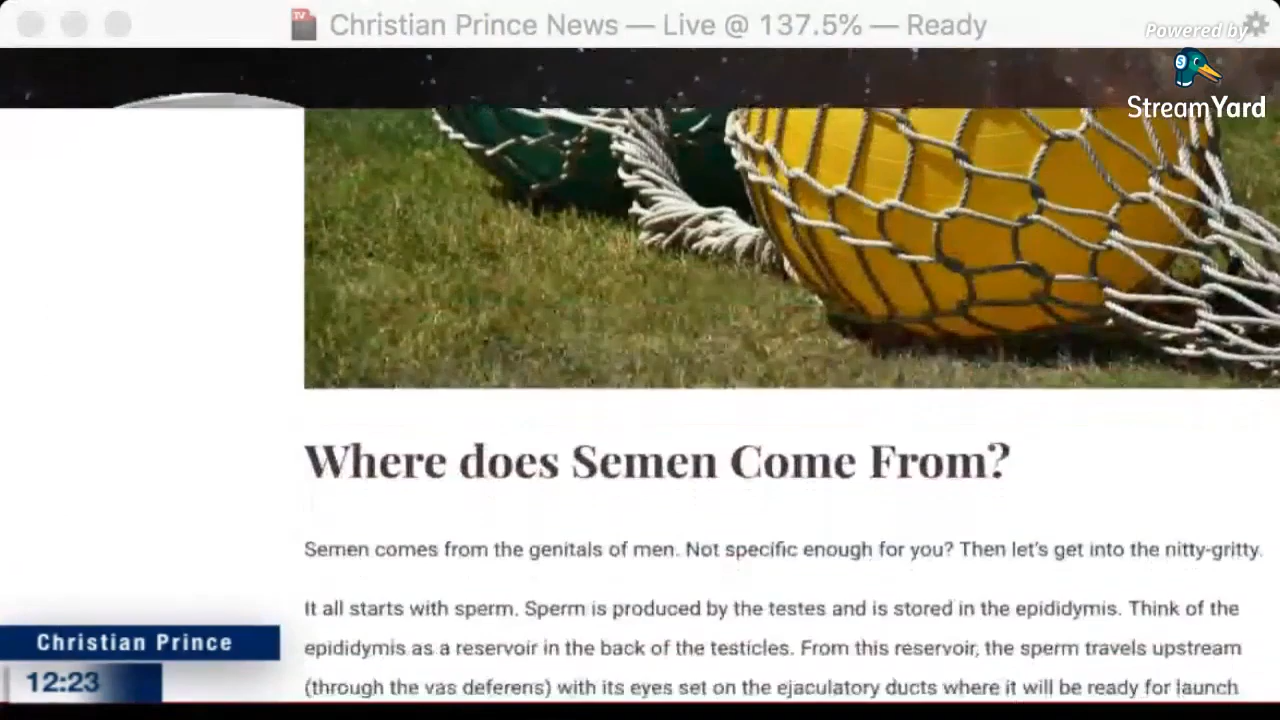 Christian Prince News — Live @ 137.5% — Ready
Powered by
StreamYard
Where does Semen Come From?
Semen comes from the genitals of men. Not specific enough for you? Then let's get into the nitty-gritty.
It all starts with sperm. Sperm is produced by the testes and is stored in the epididymis. Think of the
epididymis as a reservoir in the back of the testicles. From this reservoir, the sperm travels upstream
(through the vas deferens) with its eyes set on the ejaculatory ducts where it will be ready for launch
Christian Prince
12:23